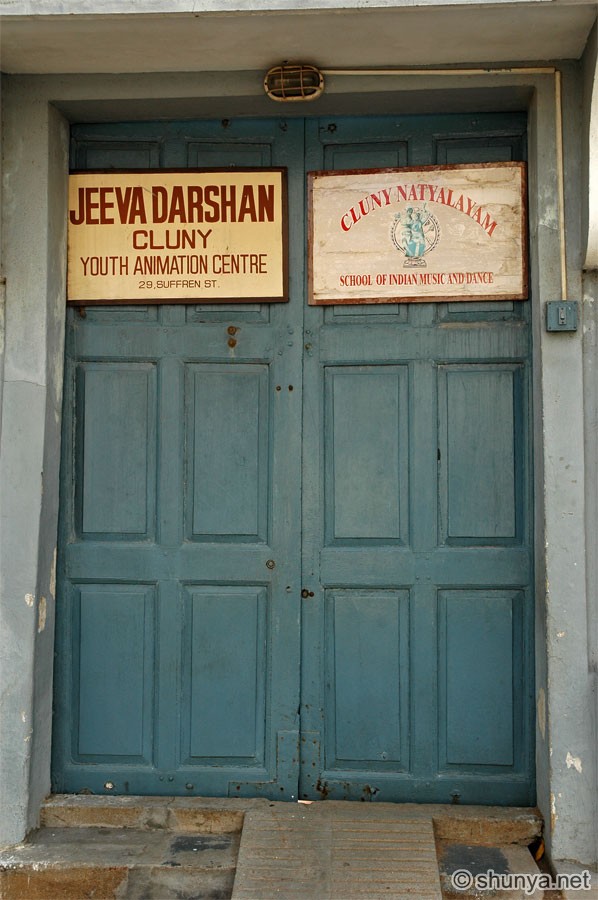 JEEVA DARSHAN
CLUNY
YOUTH ANIMATION CENTRE
29, SUFFREN ST.
CLUNY NATYALAYAM
SCHOOL OF INDIAN MUSIC AND DANCE
© shunya.net